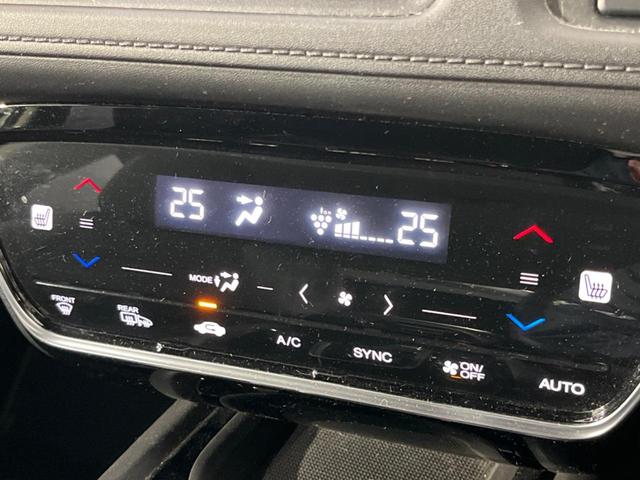 25 25
MODE
FRONT
REAR
A/C
SYNC
ON/
OFF
AUTO